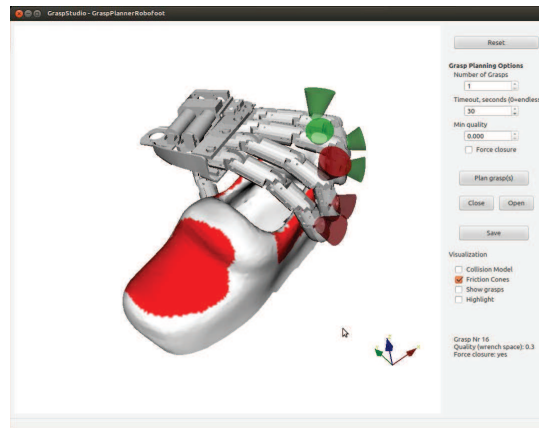 GraspStudio - GraspPlannerRobofoot
Reset
Grasp Planning Options
Number of Grasps
1
Timeout, seconds (0=endless
30
Min quality
0.000
Force closure
Plan grasp(s)
Close Open
Save
Visualization
Collision Model
Friction Cones
Show grasps
Highlight
Grasp Nr 16
Quality (wrench space): 0.3
Force closure: yes